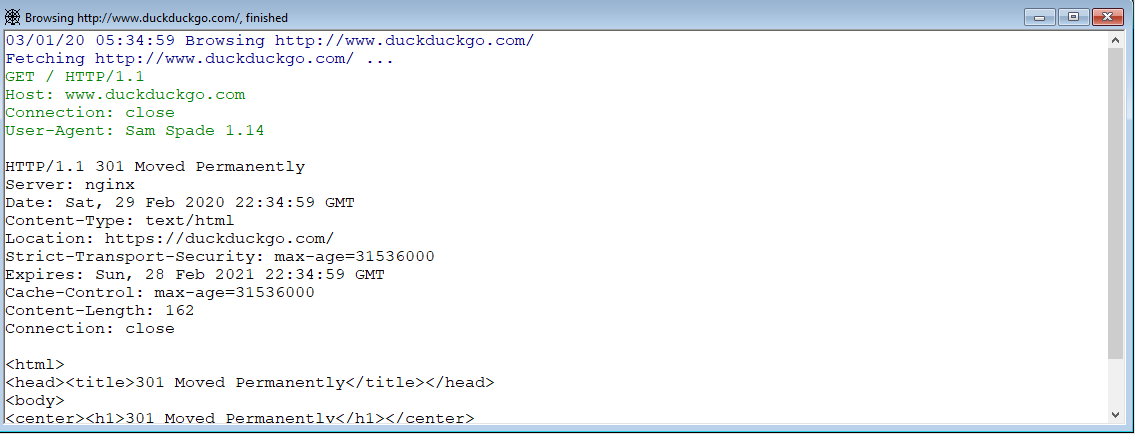 Browsing http://www.duckduckgo.com/, finished
03/01/20 05:34:59 Browsing http://www.duckduckgo.com/
Fetching http://www.duckduckgo.com/ ...
GET / HTTP/1.1
Host: www.duckduckgo.com
Connection: close
User-Agent: Sam Spade 1.14

HTTP/1.1 301 Moved Permanently
Server: nginx
Date: Sat, 29 Feb 2020 22:34:59 GMT
Content-Type: text/html
Location: https://duckduckgo.com/
Strict-Transport-Security: max-age=31536000
Expires: Sun, 28 Feb 2021 22:34:59 GMT
Cache-Control: max-age=31536000
Content-Length: 162
Connection: close

<html>
<head><title>301 Moved Permanently</title></head>
<body>
<center><h1>301 Moved Permanently</h1></center>